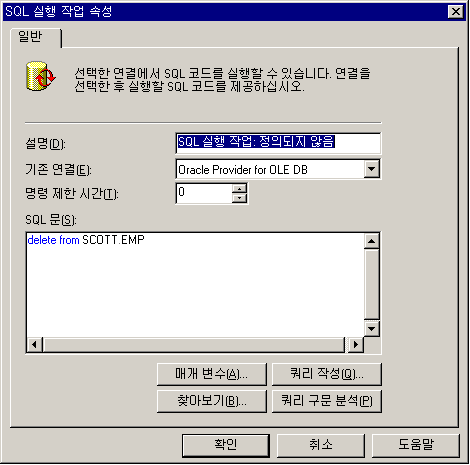 SQL 실행 작업 속성
일반
선택한 연결에서 SQL 코드를 실행할 수 있습니다. 연결을
선택한 후 실행할 SQL 코드를 제공하십시오.
설명(D): SQL 실행 작업: 정의되지 않음
기존 연결(E): Oracle Provider for OLE DB
명령 제한 시간(T): 0
SQL 문(S):
delete from SCOTT.EMP
매개 변수(A)... 쿼리 작성(Q)...
찾아보기(B)... 쿼리 구문 분석(P)
확인 취소 도움말